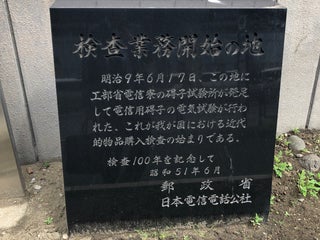 検査業務開始の地
明治9年6月17日、この地に
工部省電信寮の碍子試験所が発足
して電信用碍子の電気試験が行わ
れた、これが我が国における近代
的物品購入検査の始まりである。
検査100年を記念して
昭和51年6月
郵政省
日本電信電話公社